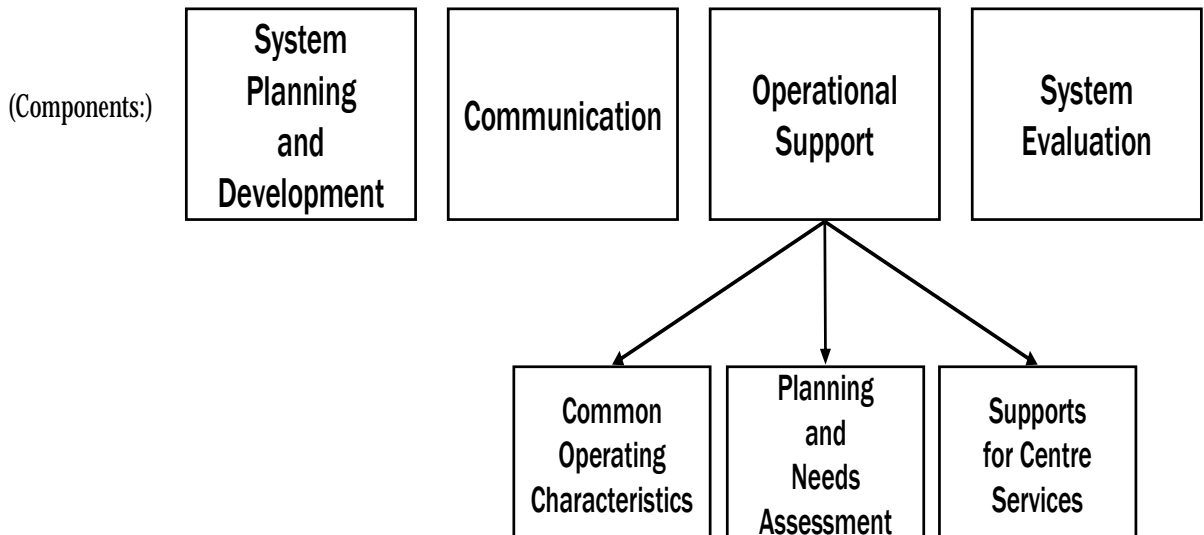 (Components:)
System
Planning
and
Development
Communication
Operational
Support
System
Evaluation
Common
Operating
Characteristics
Planning
and
Needs
Assessment
Supports
for Centre
Services